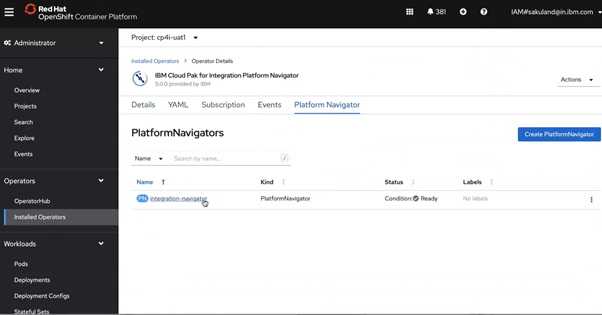 Red Hat
OpenShift Container Platform
381
IAM#sakuland@in.ibm.com
Administrator
Project: cp4i-uat1
Home
Overview
Projects
Search
Explore
Events
Operators
OperatorHub
Installed Operators
Workloads
Pods
Deployments
Deployment Configs
Stateful Sets
Installed Operators > Operator Details
IBM Cloud Pak for Integration Platform Navigator
5.0.0 provided by IBM
Actions
Details YAML Subscription Events Platform Navigator
PlatformNavigators
Create PlatformNavigator
Name Search by name... /
Name Kind Status Labels
PN integration-navigator PlatformNavigator Condition: Ready No labels